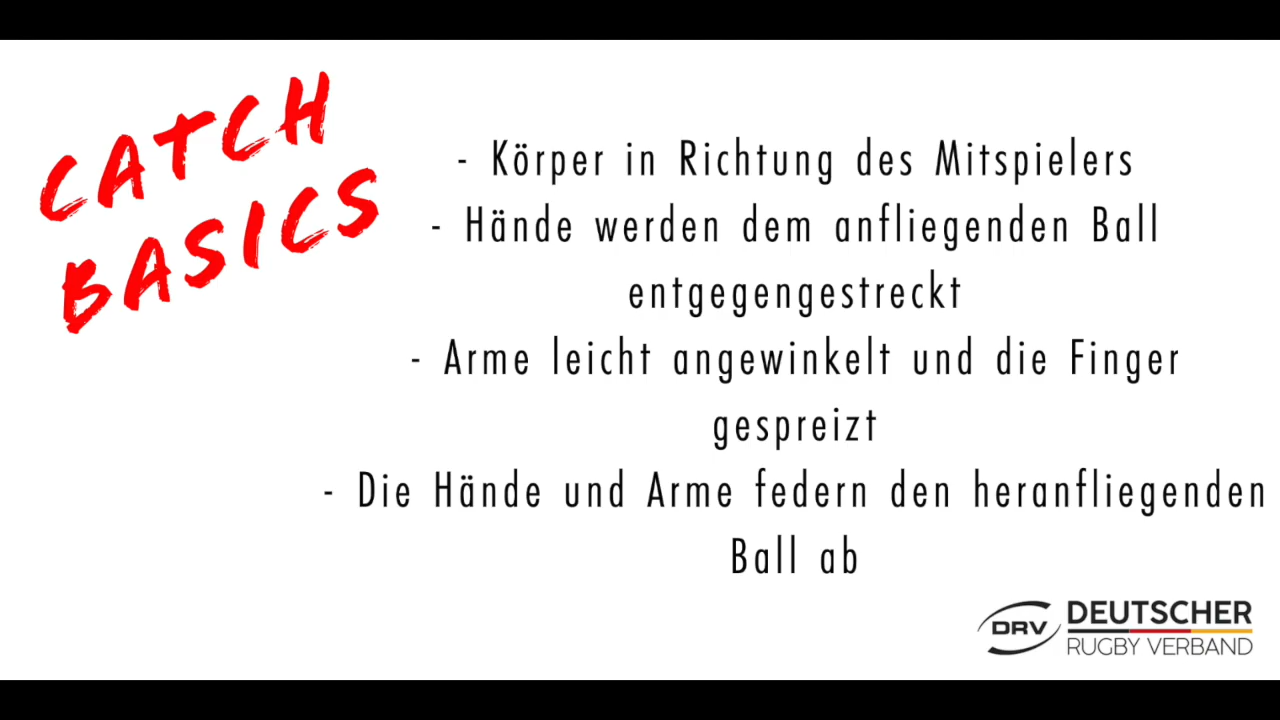 CATCH
BASICS
- Körper in Richtung des Mitspielers
- Hände werden dem anfliegenden Ball
entgegengestreckt
- Arme leicht angewinkelt und die Finger
gespreizt
- Die Hände und Arme federn den heranfliegenden
Ball ab
DRV
DEUTSCHER
RUGBY VERBAND